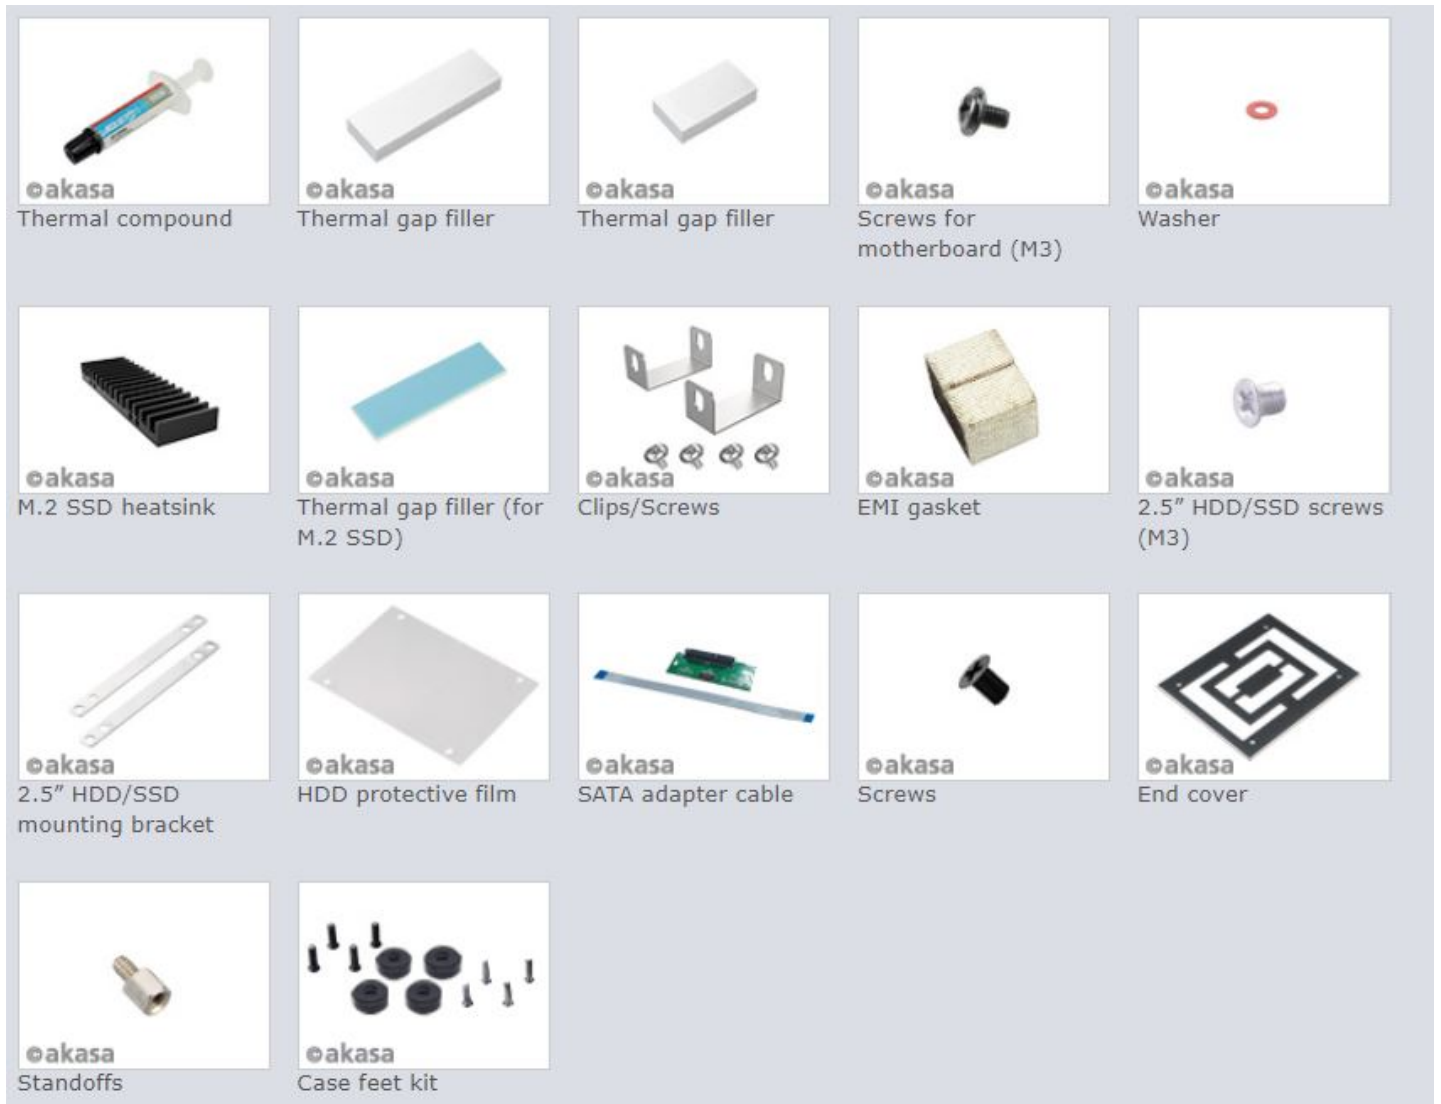 ©akasa
Thermal compound
©akasa
Thermal gap filler
©akasa
Thermal gap filler
©akasa
Screws for
motherboard (M3)
©akasa
Washer
©akasa
M.2 SSD heatsink
©akasa
Thermal gap filler (for
M.2 SSD)
©akasa
Clips/Screws
©akasa
EMI gasket
©akasa
2.5” HDD/SSD screws
(M3)
©akasa
2.5” HDD/SSD
mounting bracket
©akasa
HDD protective film
©akasa
SATA adapter cable
©akasa
Screws
©akasa
End cover
©akasa
Standoffs
©akasa
Case feet kit